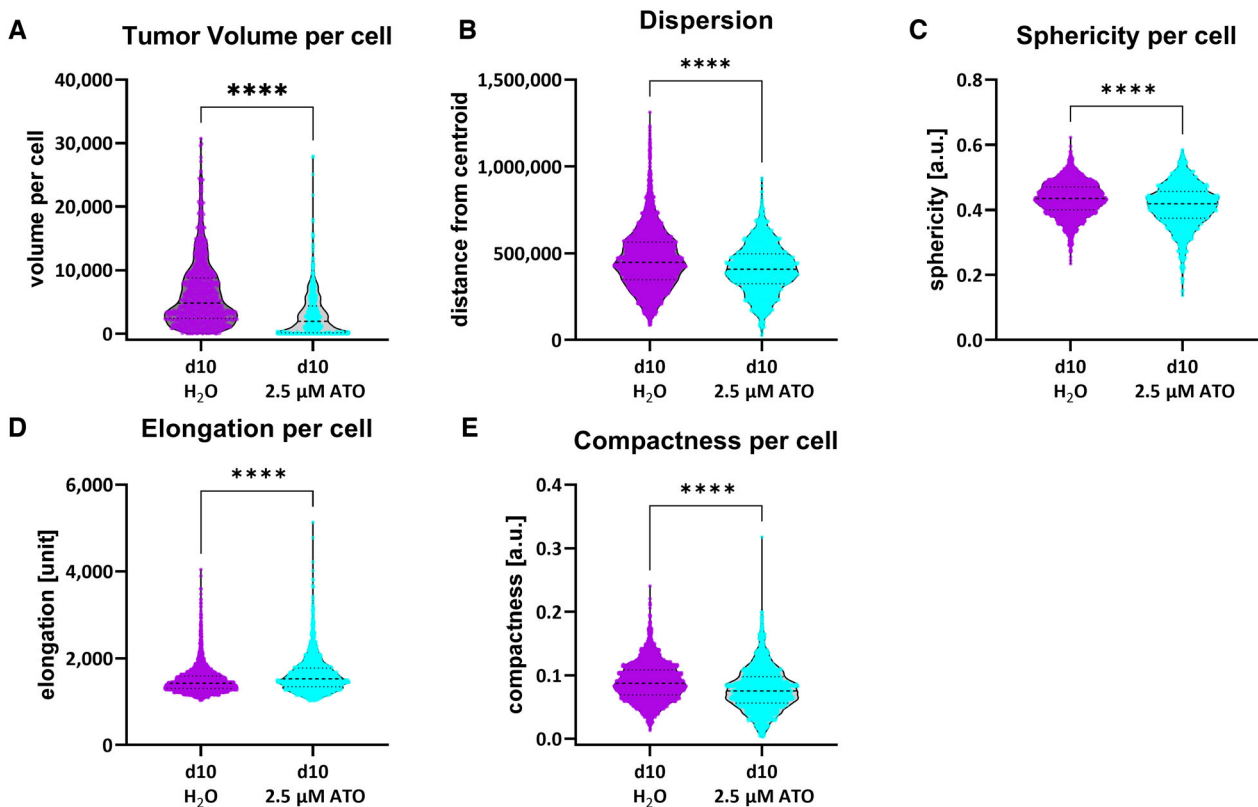 A
Tumor Volume per cell
volume per cell
40,000
30,000
20,000
10,000
0
****
d10
H₂O
d10
2.5 µM ATO
B
Dispersion
distance from centroid
1,500,000
1,000,000
500,000
0
****
d10
H₂O
d10
2.5 µM ATO
C
Sphericity per cell
sphericity [a.u.]
0.8
0.6
0.4
0.2
0.0
****
d10
H₂O
d10
2.5 µM ATO
D
Elongation per cell
elongation [unit]
6,000
4,000
2,000
0
****
d10
H₂O
d10
2.5 µM ATO
E
Compactness per cell
compactness [a.u.]
0.4
0.3
0.2
0.1
0.0
****
d10
H₂O
d10
2.5 µM ATO